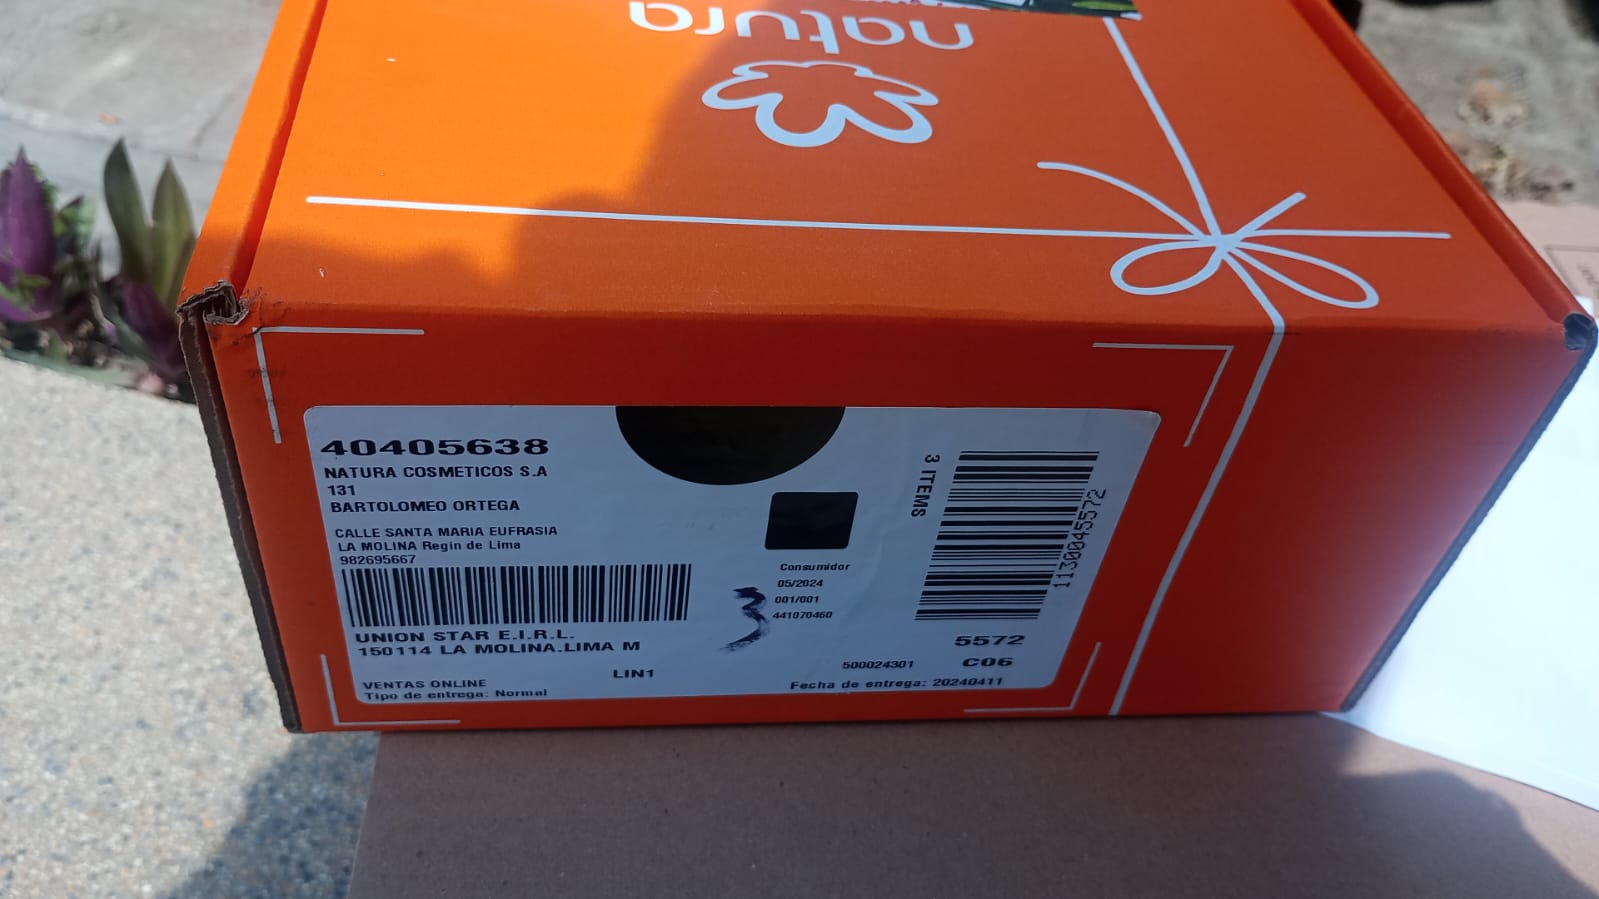 natura
40405638
NATURA COSMETICOS S.A
131
BARTOLOMEO ORTEGA
CALLE SANTA MARIA EUFRASIA
LA MOLINA Regin de Lima
982695667
UNION STAR E.I.R.L.
150114 LA MOLINA.LIMA M
LIN1
VENTAS ONLINE
Tipo de entrega: Normal
Consumidor
05/2024
001/001
441070460
3
3 ITEMS
1130045572
5572
500024301
C06
Fecha de entrega: 20240411